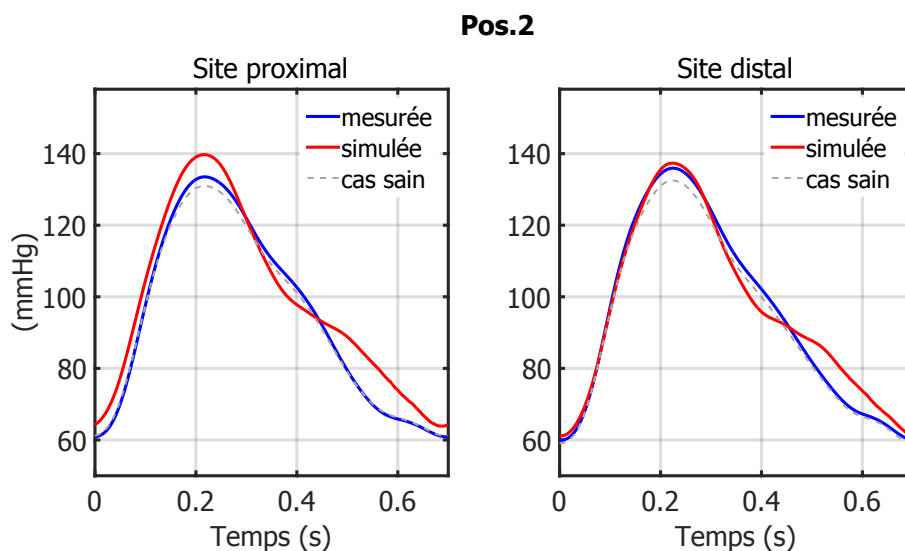 Pos.2
Site proximal
mesurée
simulée
cas sain
140
120
100
80
60
(mmHg)
0
0.2
0.4
0.6
Temps (s)
Site distal
mesurée
simulée
cas sain
140
120
100
80
60
0
0.2
0.4
0.6
Temps (s)